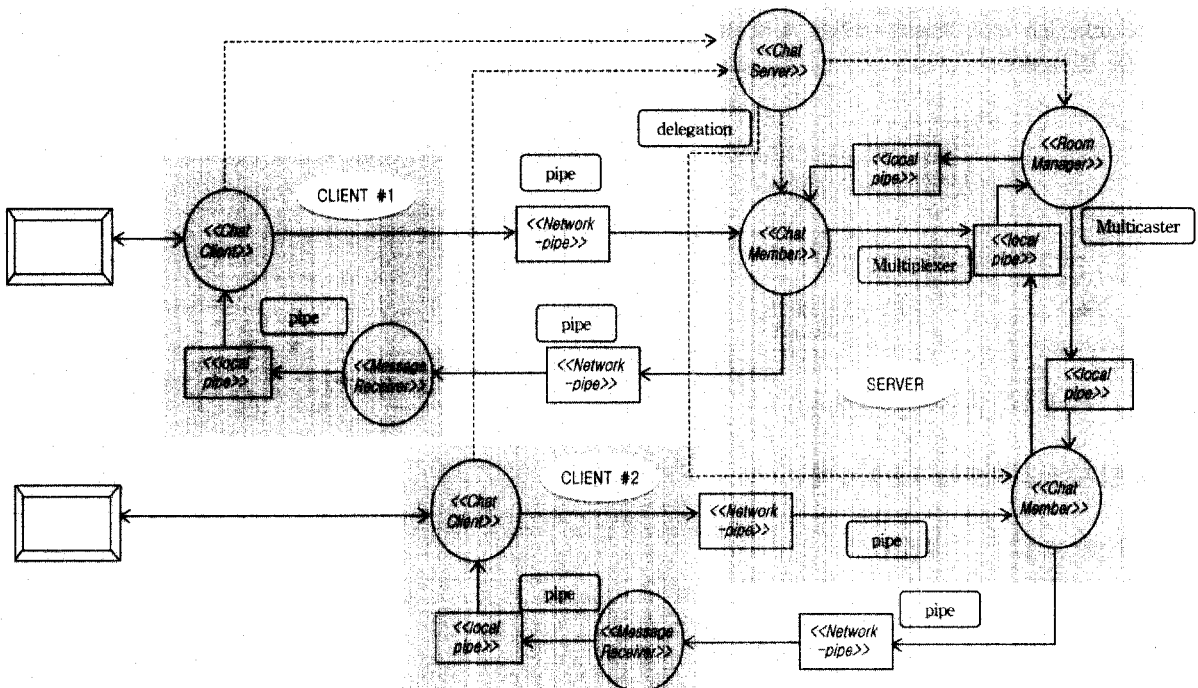 <<Chat
Server>>
delegation
<<Room
Manager>>
<<local
pipe>>
pipe
CLIENT #1
<<Chat
Client>>
<<Network
-pipe>>
<<Chat
Member>>
Multiplexer
<<local
pipe>>
Multicaster
pipe
pipe
<<local
pipe>>
<<Message
Receiver>>
<<Network
-pipe>>
SERVER
<<local
pipe>>
CLIENT #2
<<Chat
Client>>
<<Network
-pipe>>
<<Chat
Member>>
pipe
pipe
pipe
<<local
pipe>>
<<Message
Receiver>>
<<Network
-pipe>>